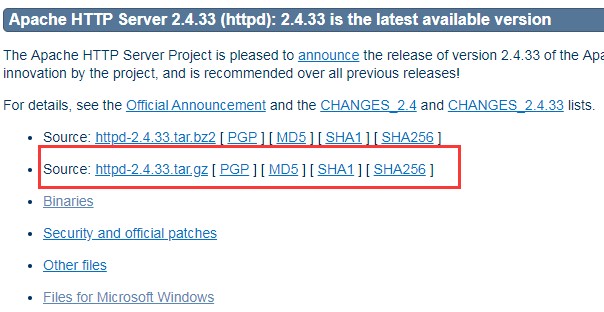 Apache HTTP Server 2.4.33 (httpd): 2.4.33 is the latest available version
The Apache HTTP Server Project is pleased to announce the release of version 2.4.33 of the Apa
innovation by the project, and is recommended over all previous releases!
For details, see the Official Announcement and the CHANGES_2.4 and CHANGES_2.4.33 lists.
• Source: httpd-2.4.33.tar.bz2 [ PGP ] [ MD5 ] [ SHA1 ] [ SHA256 ]
• Source: httpd-2.4.33.tar.gz [ PGP ] [ MD5 ] [ SHA1 ] [ SHA256 ]
• Binaries
• Security and official patches
• Other files
• Files for Microsoft Windows